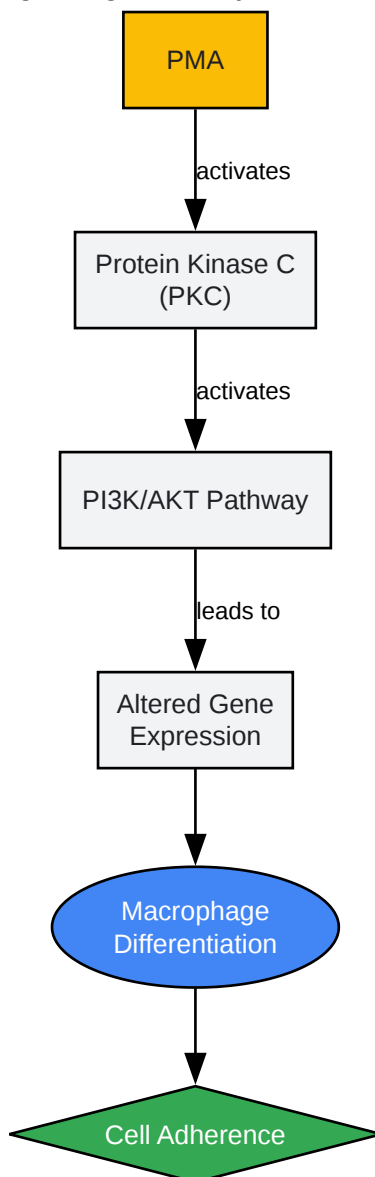 PMA
activates
Protein Kinase C
(PKC)
activates
PI3K/AKT Pathway
leads to
Altered Gene
Expression
Macrophage
Differentiation
Cell Adherence